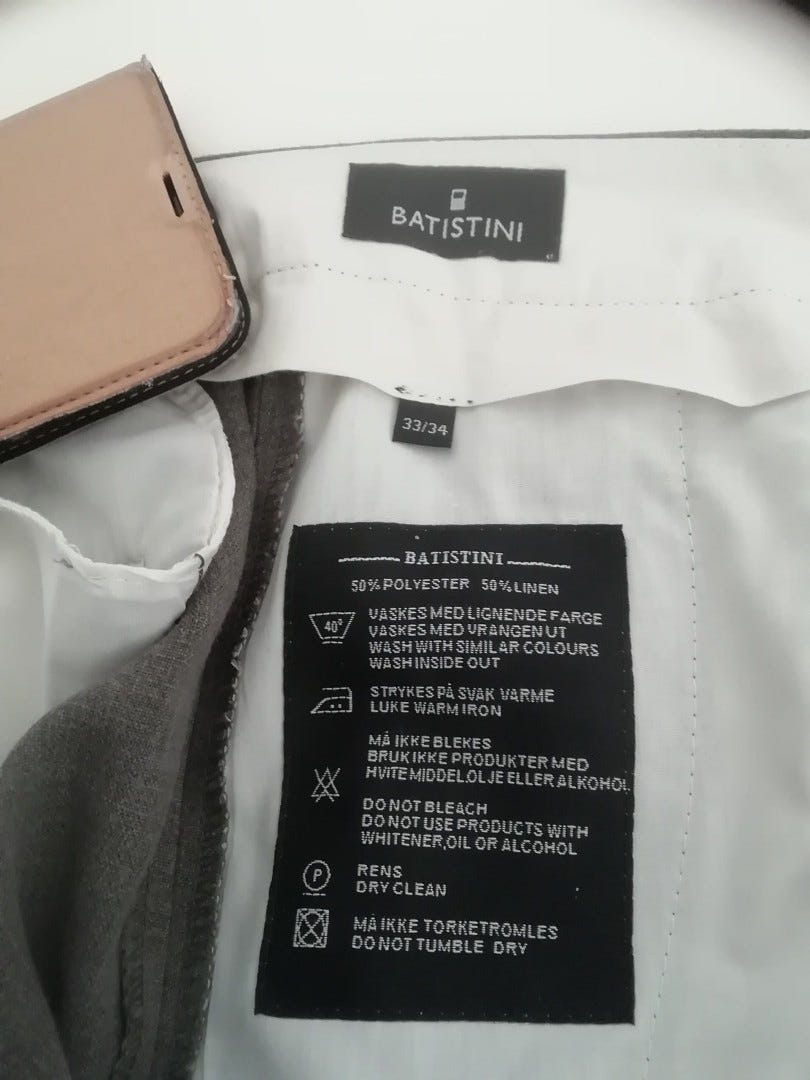 BATISTINI
33/34
BATISTINI
50% POLYESTER 50% LINEN
40°
VASKES MED LIGNENDE FARGE
VASKES MED VRANGEN UT
WASH WITH SIMILAR COLOURS
WASH INSIDE OUT
STRYKES PÅ SVAK VARME
LUKE WARM IRON
MÅ IKKE BLEKES
BRUK IKKE PRODUKTER MED
HVITEMIDDEL,OLJE ELLER ALKOHOL
DO NOT BLEACH
DO NOT USE PRODUCTS WITH
WHITENER,OIL OR ALCOHOL
P
RENS
DRY CLEAN
MÅ IKKE TORKETROMLES
DO NOT TUMBLE DRY